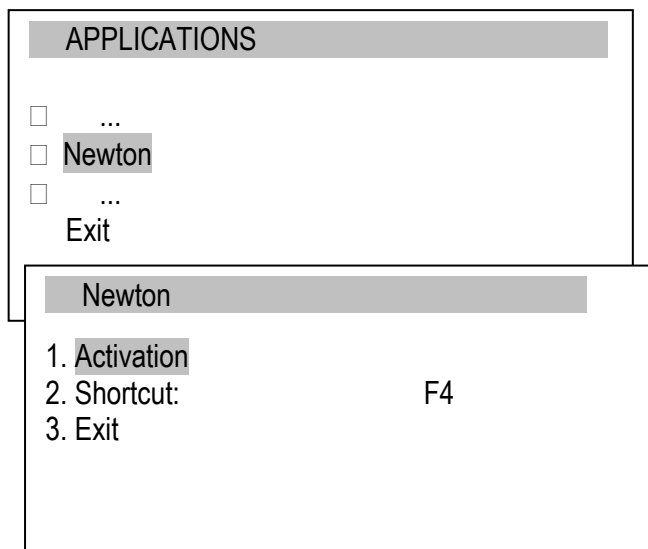 APPLICATIONS
☐ ...
☐ Newton
☐ ...
Exit
Newton
1. Activation
2. Shortcut: F4
3. Exit